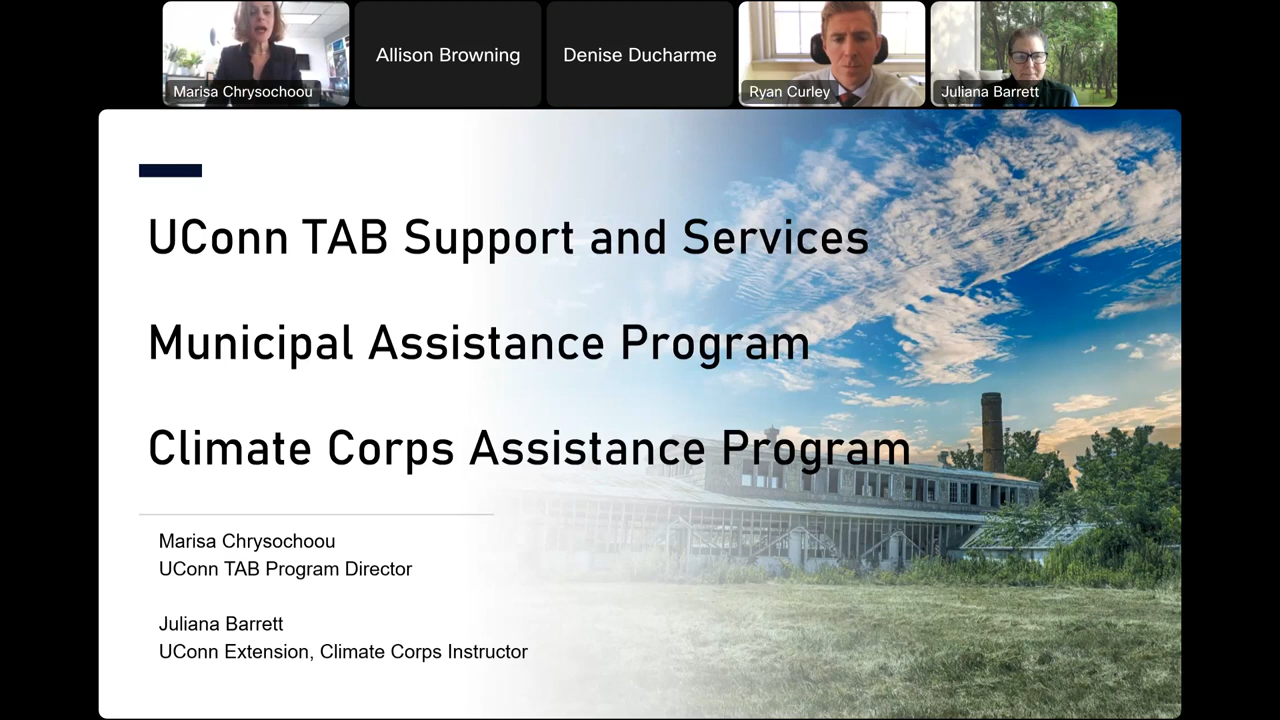 Marisa Chrysochoou
Allison Browning
Denise Ducharme
Ryan Curley
Juliana Barrett
UConn TAB Support and Services
Municipal Assistance Program
Climate Corps Assistance Program
Marisa Chrysochoou
UConn TAB Program Director
Juliana Barrett
UConn Extension, Climate Corps Instructor